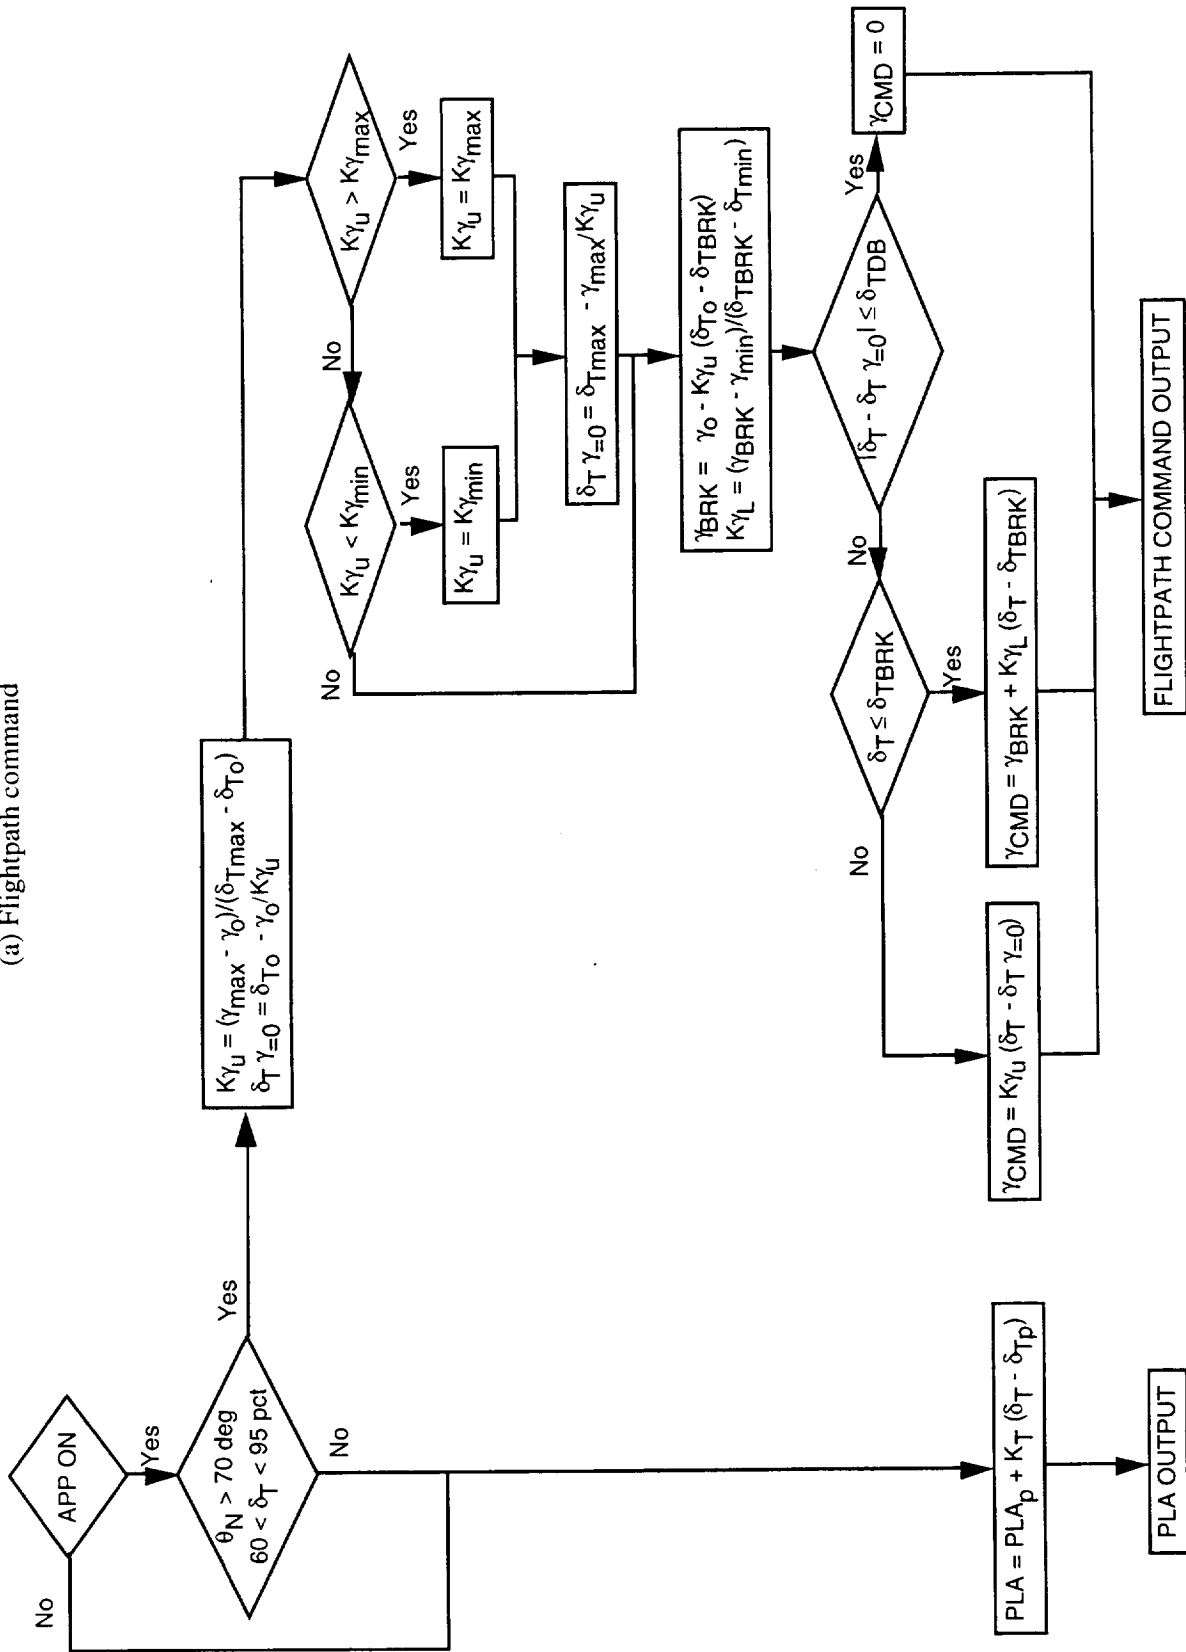 (a) Flightpath command
APP ON
No
Yes
θN > 70 deg
60 < δT < 95 pct
Yes
No
Kγu = (γmax - γo)/(δTmax - δTo)
δT γ=0 = δTo - γo/Kγu
Kγu > Kγmax
No
Yes
Kγu < Kγmin
No
Yes
Kγu = Kγmax
Kγu = Kγmin
δT γ=0 = δTmax - γmax/Kγu
γBRK = γo - Kγu (δTo - δTBRK)
KγL = (γBRK - γmin)/(δTBRK - δTmin)
|δT - δT γ=0| ≤ δTDB
Yes
No
γCMD = 0
δT ≤ δTBRK
No
Yes
γCMD = Kγu (δT - δT γ=0)
γCMD = γBRK + KγL (δT - δTBRK)
PLA = PLAp + KT (δT - δTp)
PLA OUTPUT
FLIGHTPATH COMMAND OUTPUT